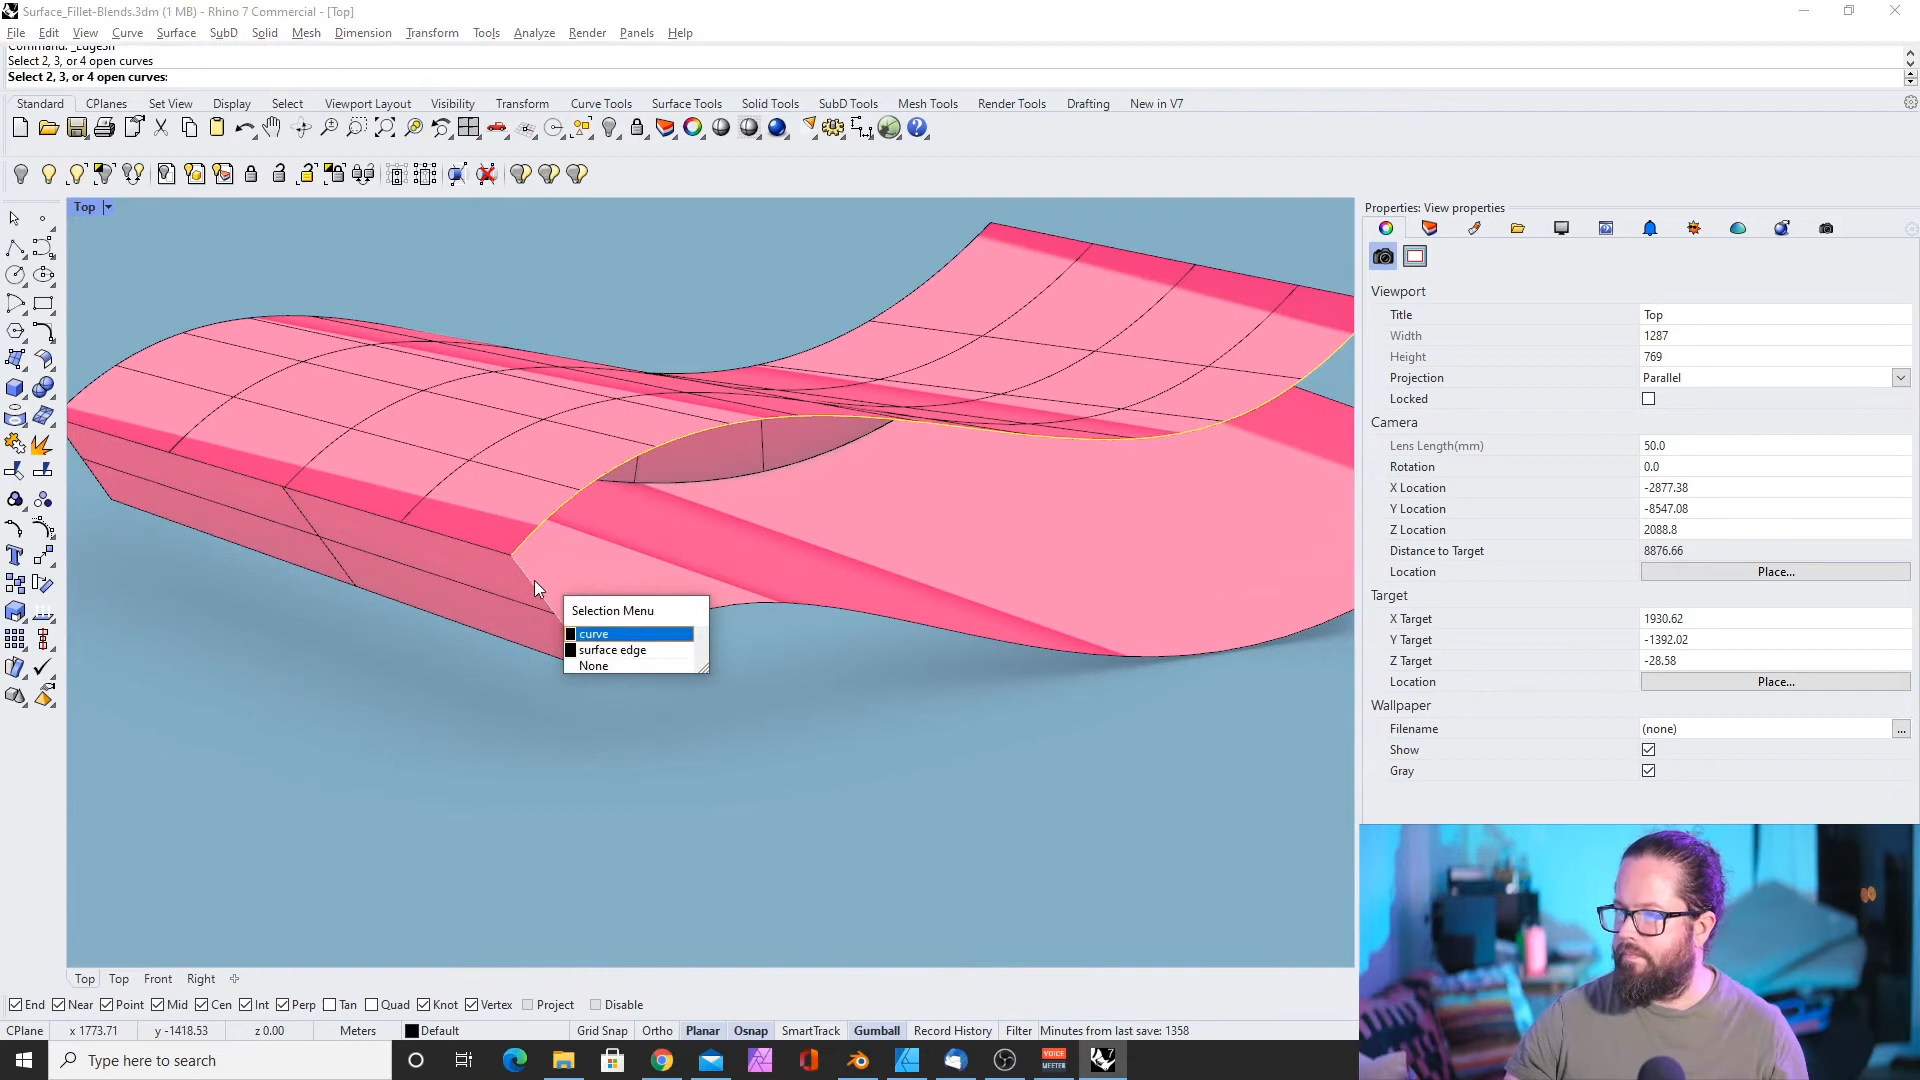 Surface_Fillet-Blends.3dm (1 MB) - Rhino 7 Commercial - [Top]
File Edit View Curve Surface SubD Solid Mesh Dimension Transform Tools Analyze Render Panels Help
Command: _EdgeSrf
Select 2, 3, or 4 open curves
Select 2, 3, or 4 open curves:
Standard CPlanes Set View Display Select Viewport Layout Visibility Transform Curve Tools Surface Tools Solid Tools SubD Tools Mesh Tools Render Tools Drafting New in V7
Top
Selection Menu
curve
surface edge
None
Properties: View properties
Viewport
Title Top
Width 1287
Height 769
Projection Parallel
Locked
Camera
Lens Length(mm) 50.0
Rotation 0.0
X Location -2877.38
Y Location -8547.08
Z Location 2088.8
Distance to Target 8876.66
Location Place...
Target
X Target 1930.62
Y Target -1392.02
Z Target -28.58
Location Place...
Wallpaper
Filename (none) ...
Show
Gray
Top Top Front Right
End Near Point Mid Cen Int Perp Tan Quad Knot Vertex Project Disable
CPlane x 1773.71 y -1418.53 z 0.00 Meters Default Grid Snap Ortho Planar Osnap SmartTrack Gumball Record History Filter Minutes from last save: 1358
Type here to search
VOICE
MEETER